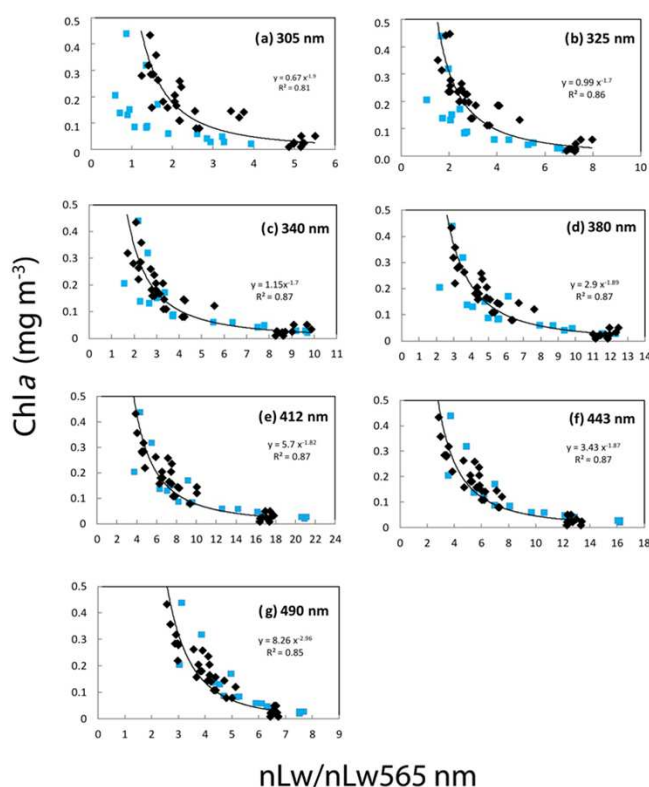 Chla (mg m⁻³)
(a) 305 nm
y = 0.67 x⁻¹·⁹
R² = 0.81
0.5
0.4
0.3
0.2
0.1
0
0 1 2 3 4 5 6
(b) 325 nm
y = 0.99 x⁻¹·⁷
R² = 0.86
0.5
0.4
0.3
0.2
0.1
0.0
0 2 4 6 8 10
(c) 340 nm
y = 1.15x⁻¹·⁷
R² = 0.87
0.5
0.4
0.3
0.2
0.1
0
0 1 2 3 4 5 6 7 8 9 10 11
(d) 380 nm
y = 2.9 x⁻¹·⁸⁹
R² = 0.87
0.5
0.4
0.3
0.2
0.1
0
0 1 2 3 4 5 6 7 8 9 10 11 12 13 14
(e) 412 nm
y = 5.7 x⁻¹·⁸²
R² = 0.87
0.5
0.4
0.3
0.2
0.1
0
0 2 4 6 8 10 12 14 16 18 20 22 24
(f) 443 nm
y = 3.43 x⁻¹·⁸⁷
R² = 0.87
0.5
0.4
0.3
0.2
0.1
0
0 2 4 6 8 10 12 14 16 18
(g) 490 nm
y = 8.26 x⁻²·⁹⁶
R² = 0.85
0.5
0.4
0.3
0.2
0.1
0
0 1 2 3 4 5 6 7 8 9
nLw/nLw565 nm